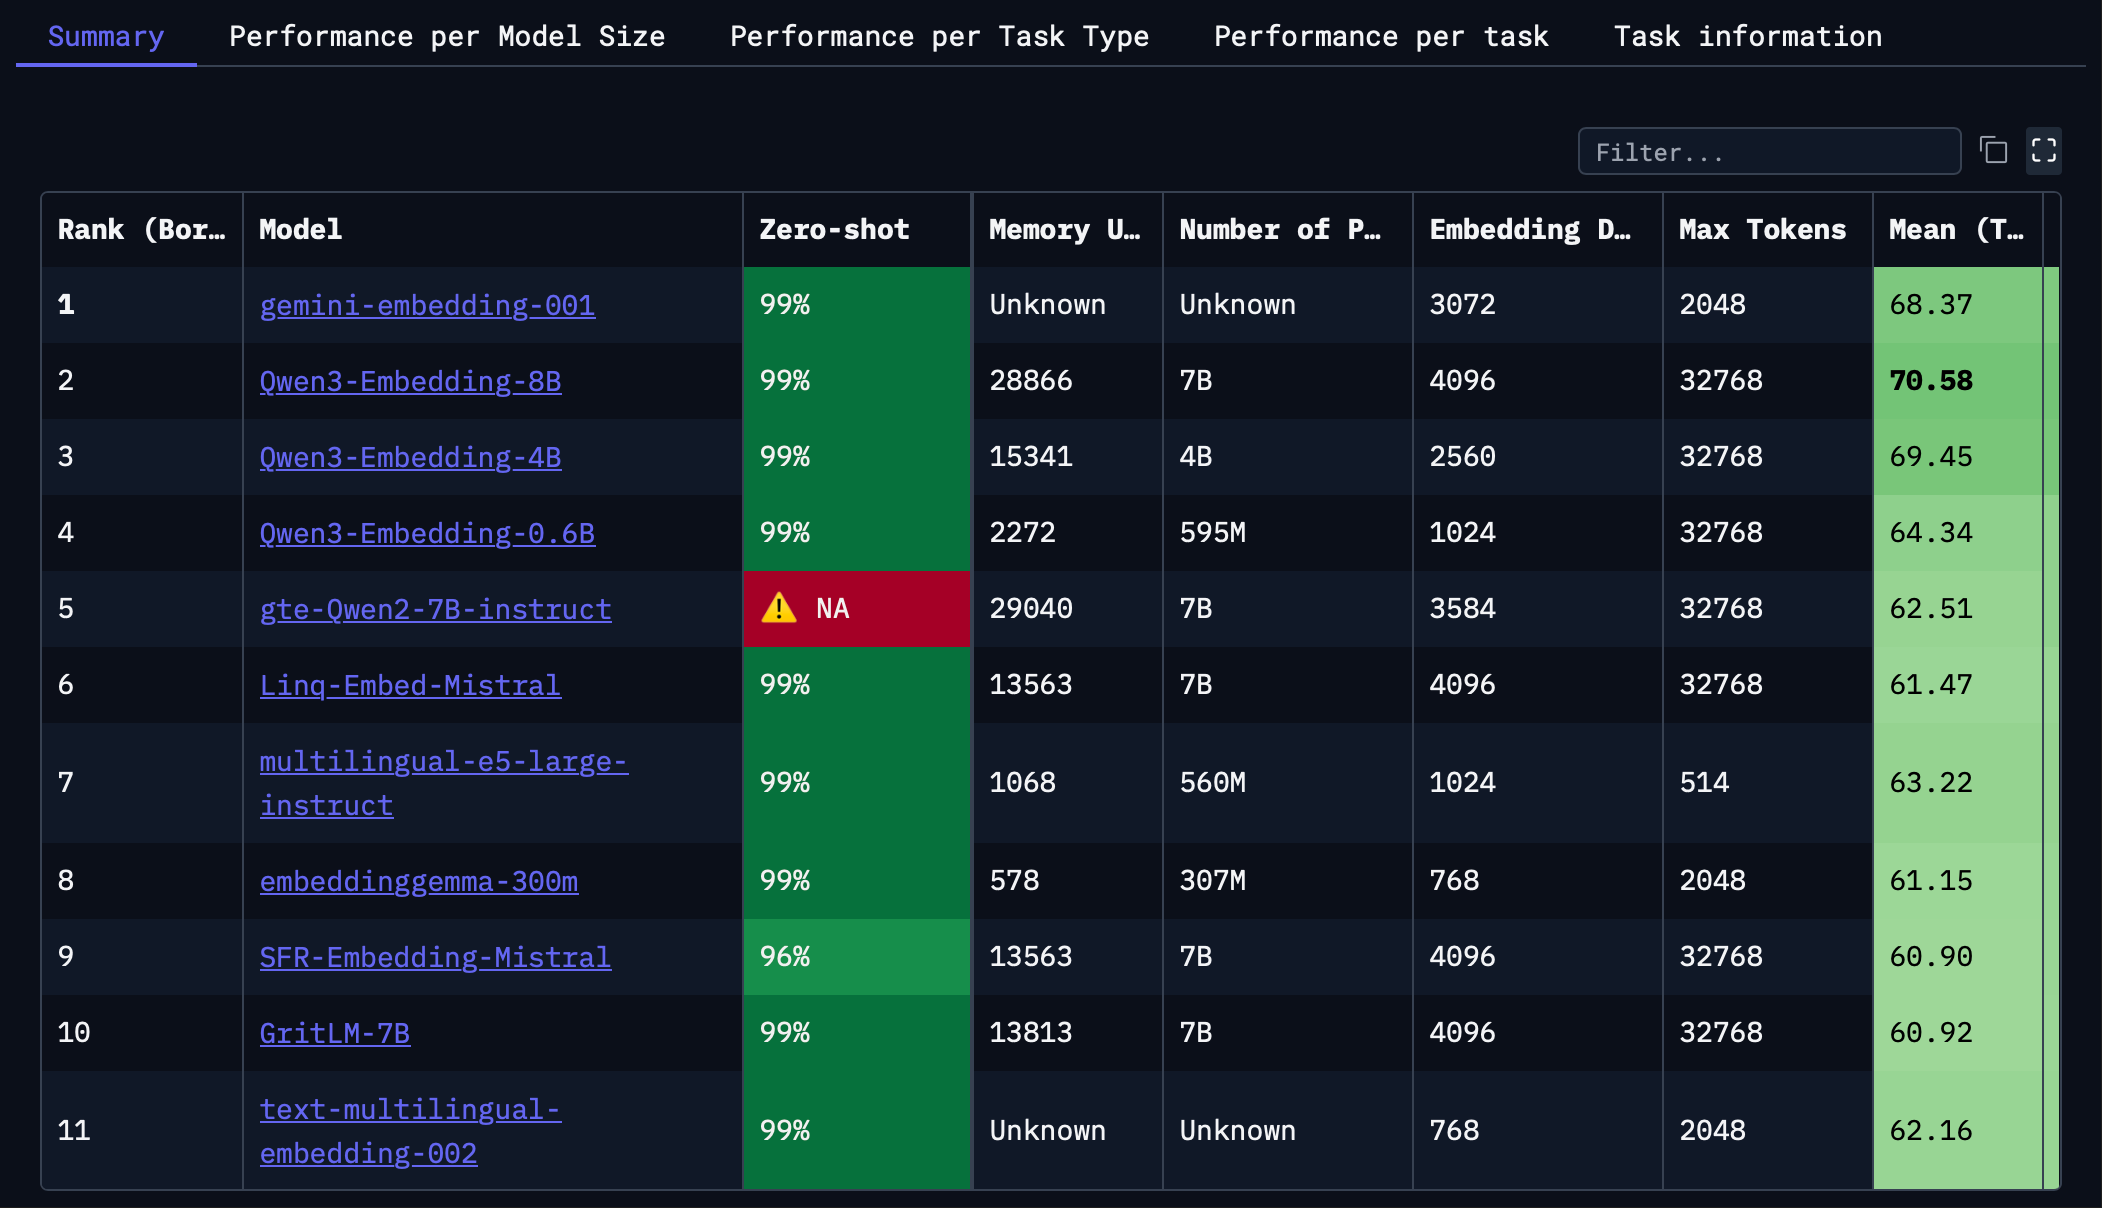 Summary Performance per Model Size Performance per Task Type Performance per task Task information
Filter...
Rank (Bor… Model Zero-shot Memory U… Number of P… Embedding D… Max Tokens Mean (T…
1 gemini-embedding-001 99% Unknown Unknown 3072 2048 68.37
2 Qwen3-Embedding-8B 99% 28866 7B 4096 32768 70.58
3 Qwen3-Embedding-4B 99% 15341 4B 2560 32768 69.45
4 Qwen3-Embedding-0.6B 99% 2272 595M 1024 32768 64.34
5 gte-Qwen2-7B-instruct ⚠️ NA 29040 7B 3584 32768 62.51
6 Linq-Embed-Mistral 99% 13563 7B 4096 32768 61.47
7 multilingual-e5-large-
instruct 99% 1068 560M 1024 514 63.22
8 embeddinggemma-300m 99% 578 307M 768 2048 61.15
9 SFR-Embedding-Mistral 96% 13563 7B 4096 32768 60.90
10 GritLM-7B 99% 13813 7B 4096 32768 60.92
11 text-multilingual-
embedding-002 99% Unknown Unknown 768 2048 62.16